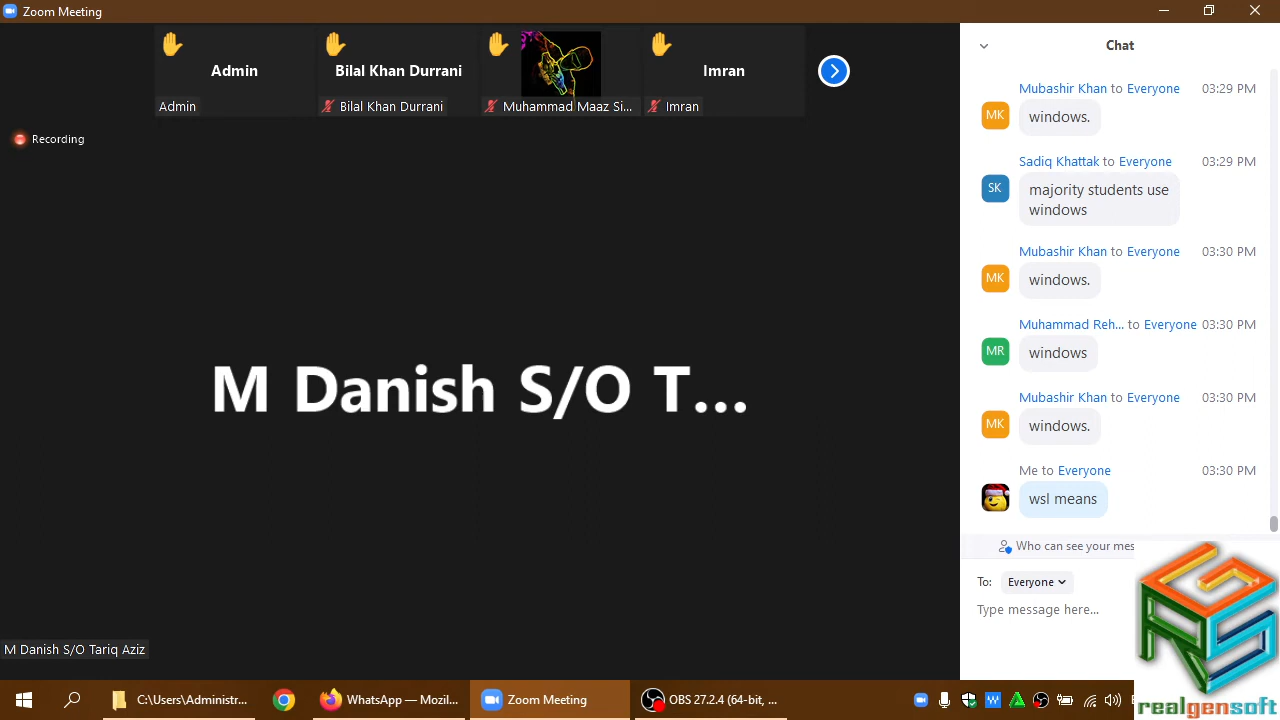 Zoom Meeting
Admin
Admin
Bilal Khan Durrani
Bilal Khan Durrani
Muhammad Maaz Si...
Imran
Imran
Recording
M Danish S/O T...
M Danish S/O Tariq Aziz
Chat
Mubashir Khan to Everyone 03:29 PM
MK
windows.
Sadiq Khattak to Everyone 03:29 PM
SK
majority students use
windows
Mubashir Khan to Everyone 03:30 PM
MK
windows.
Muhammad Reh... to Everyone 03:30 PM
MR
windows
Mubashir Khan to Everyone 03:30 PM
MK
windows.
Me to Everyone 03:30 PM
wsl means
Who can see your mes
To: Everyone
Type message here...
realgensoft
C:\Users\Administr...
WhatsApp — Mozil...
Zoom Meeting
OBS 27.2.4 (64-bit, ...